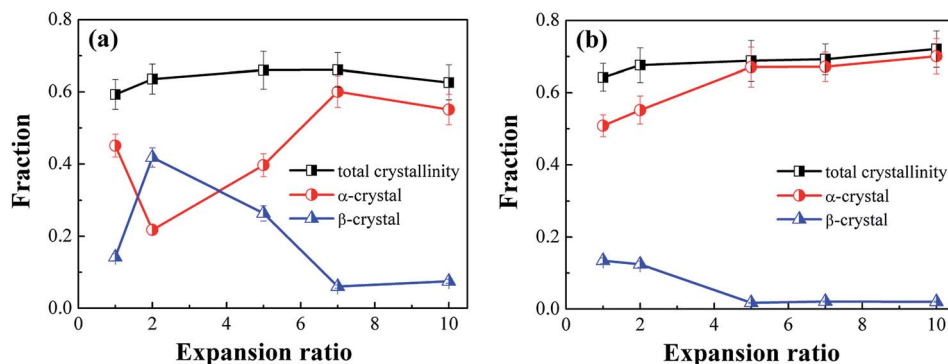 (a)
0.8
0.6
0.4
0.2
0.0
Fraction
total crystallinity
α-crystal
β-crystal
0 2 4 6 8 10
Expansion ratio
(b)
0.8
0.6
0.4
0.2
0.0
Fraction
total crystallinity
α-crystal
β-crystal
0 2 4 6 8 10
Expansion ratio